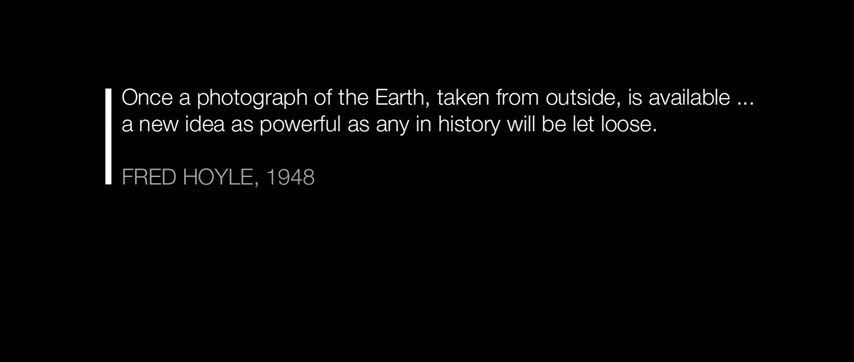 Once a photograph of the Earth, taken from outside, is available ...
a new idea as powerful as any in history will be let loose.
FRED HOYLE, 1948